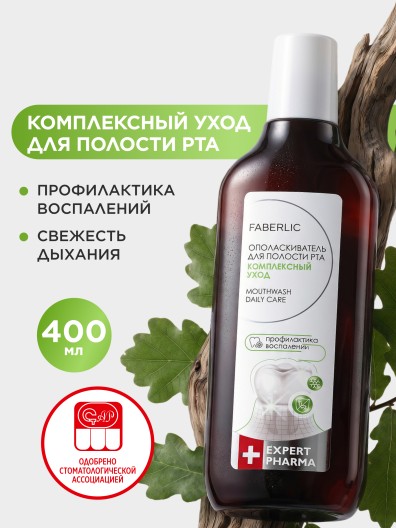 КОМПЛЕКСНЫЙ УХОД
ДЛЯ ПОЛОСТИ РТА
ПРОФИЛАКТИКА
ВОСПАЛЕНИЙ
СВЕЖЕСТЬ
ДЫХАНИЯ
400
МЛ
СтАР
ОДОБРЕНО
СТОМАТОЛОГИЧЕСКОЙ
АССОЦИАЦИЕЙ
FABERLIC
ОПОЛАСКИВАТЕЛЬ
ДЛЯ ПОЛОСТИ РТА
КОМПЛЕКСНЫЙ
УХОД
MOUTHWASH
DAILY CARE
профилактика
воспалений
EXPERT
PHARMA